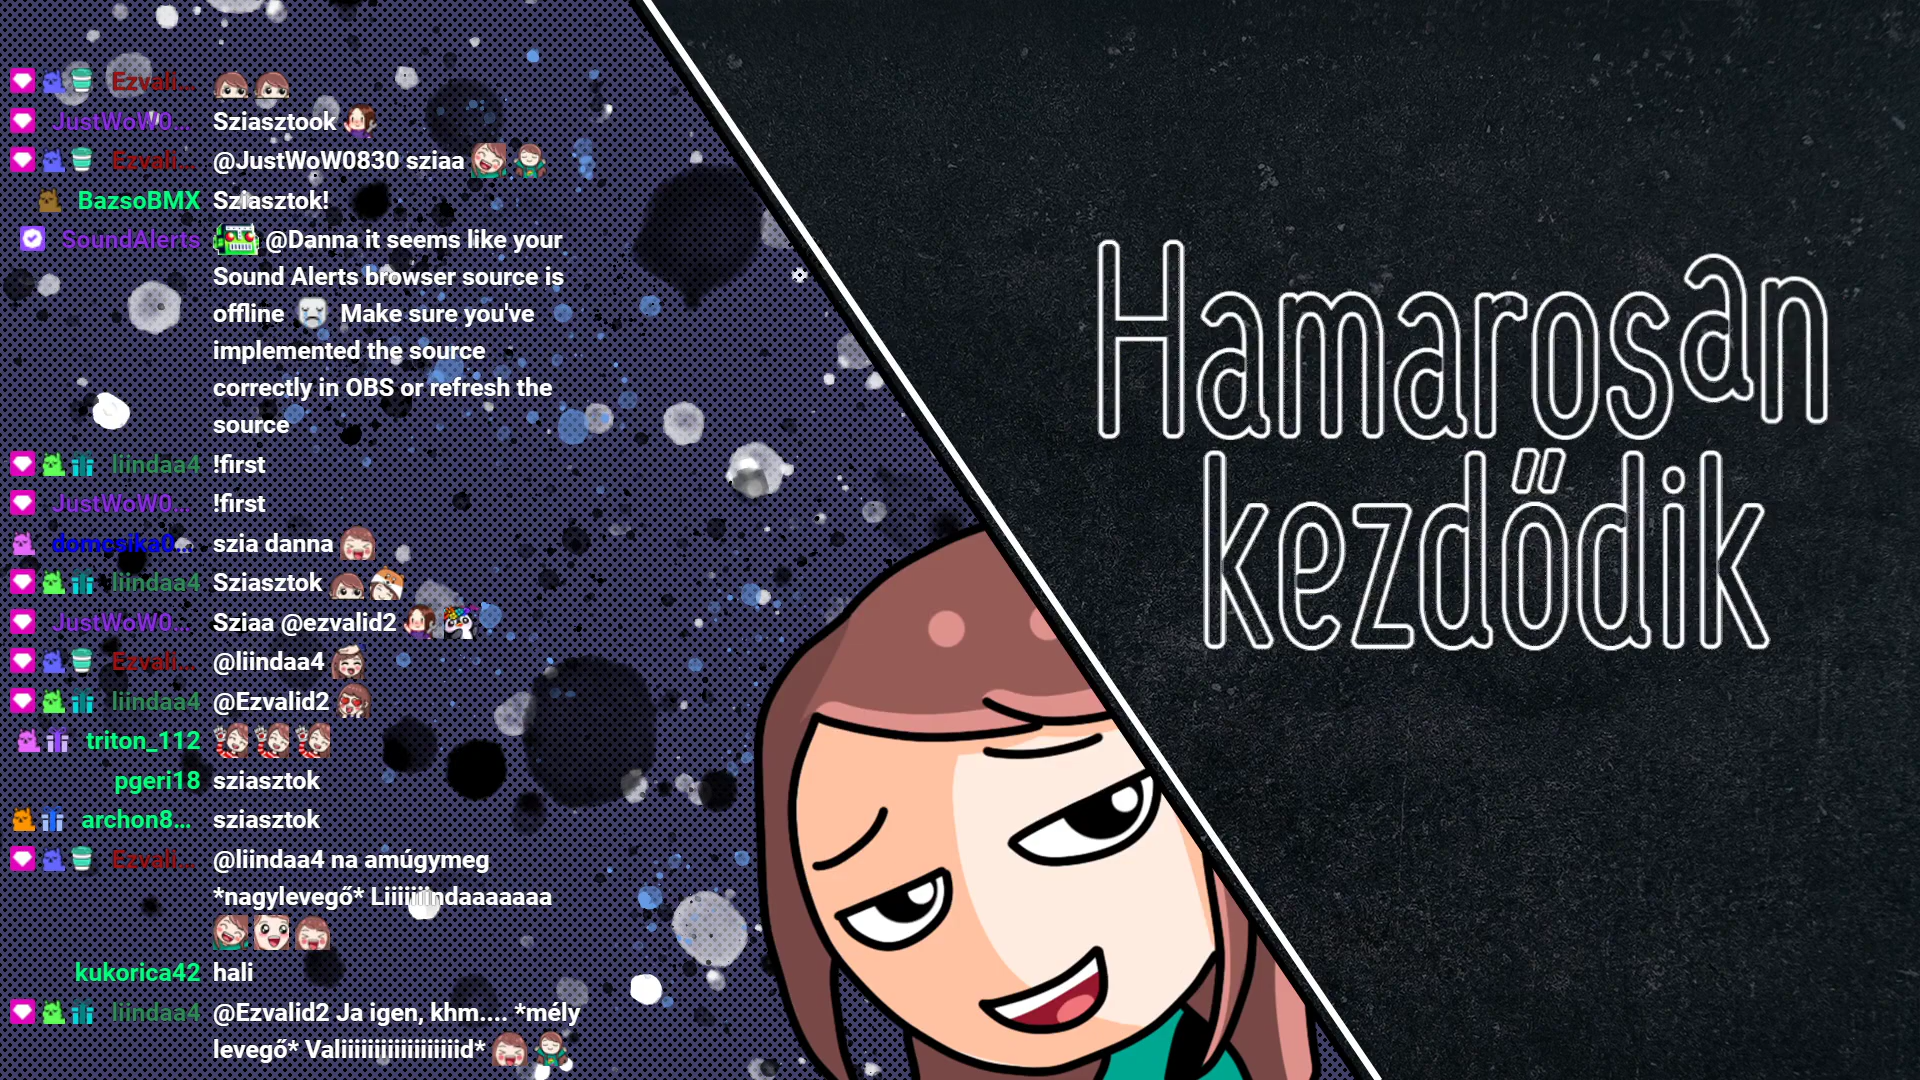 Ezvali...
JustWoW0... Sziasztook
Ezvali... @JustWoW0830 sziaa
BazsoBMX Sziasztok!
SoundAlerts @Danna it seems like your
Sound Alerts browser source is
offline Make sure you've
implemented the source
correctly in OBS or refresh the
source
liindaa4 !first
JustWoW0... !first
domcsika0... szia danna
liindaa4 Sziasztok
JustWoW0... Sziaa @ezvalid2
Ezvali... @liindaa4
liindaa4 @Ezvalid2
triton_112
pgeri18 sziasztok
archon8... sziasztok
Ezvali... @liindaa4 na amúgymeg
*nagylevegő* Liiiiiiindaaaaaaa
kukorica42 hali
liindaa4 @Ezvalid2 Ja igen, khm.... *mély
levegő* Valiiiiiiiiiiiiiiiiiid*
Hamarosan
kezdődik